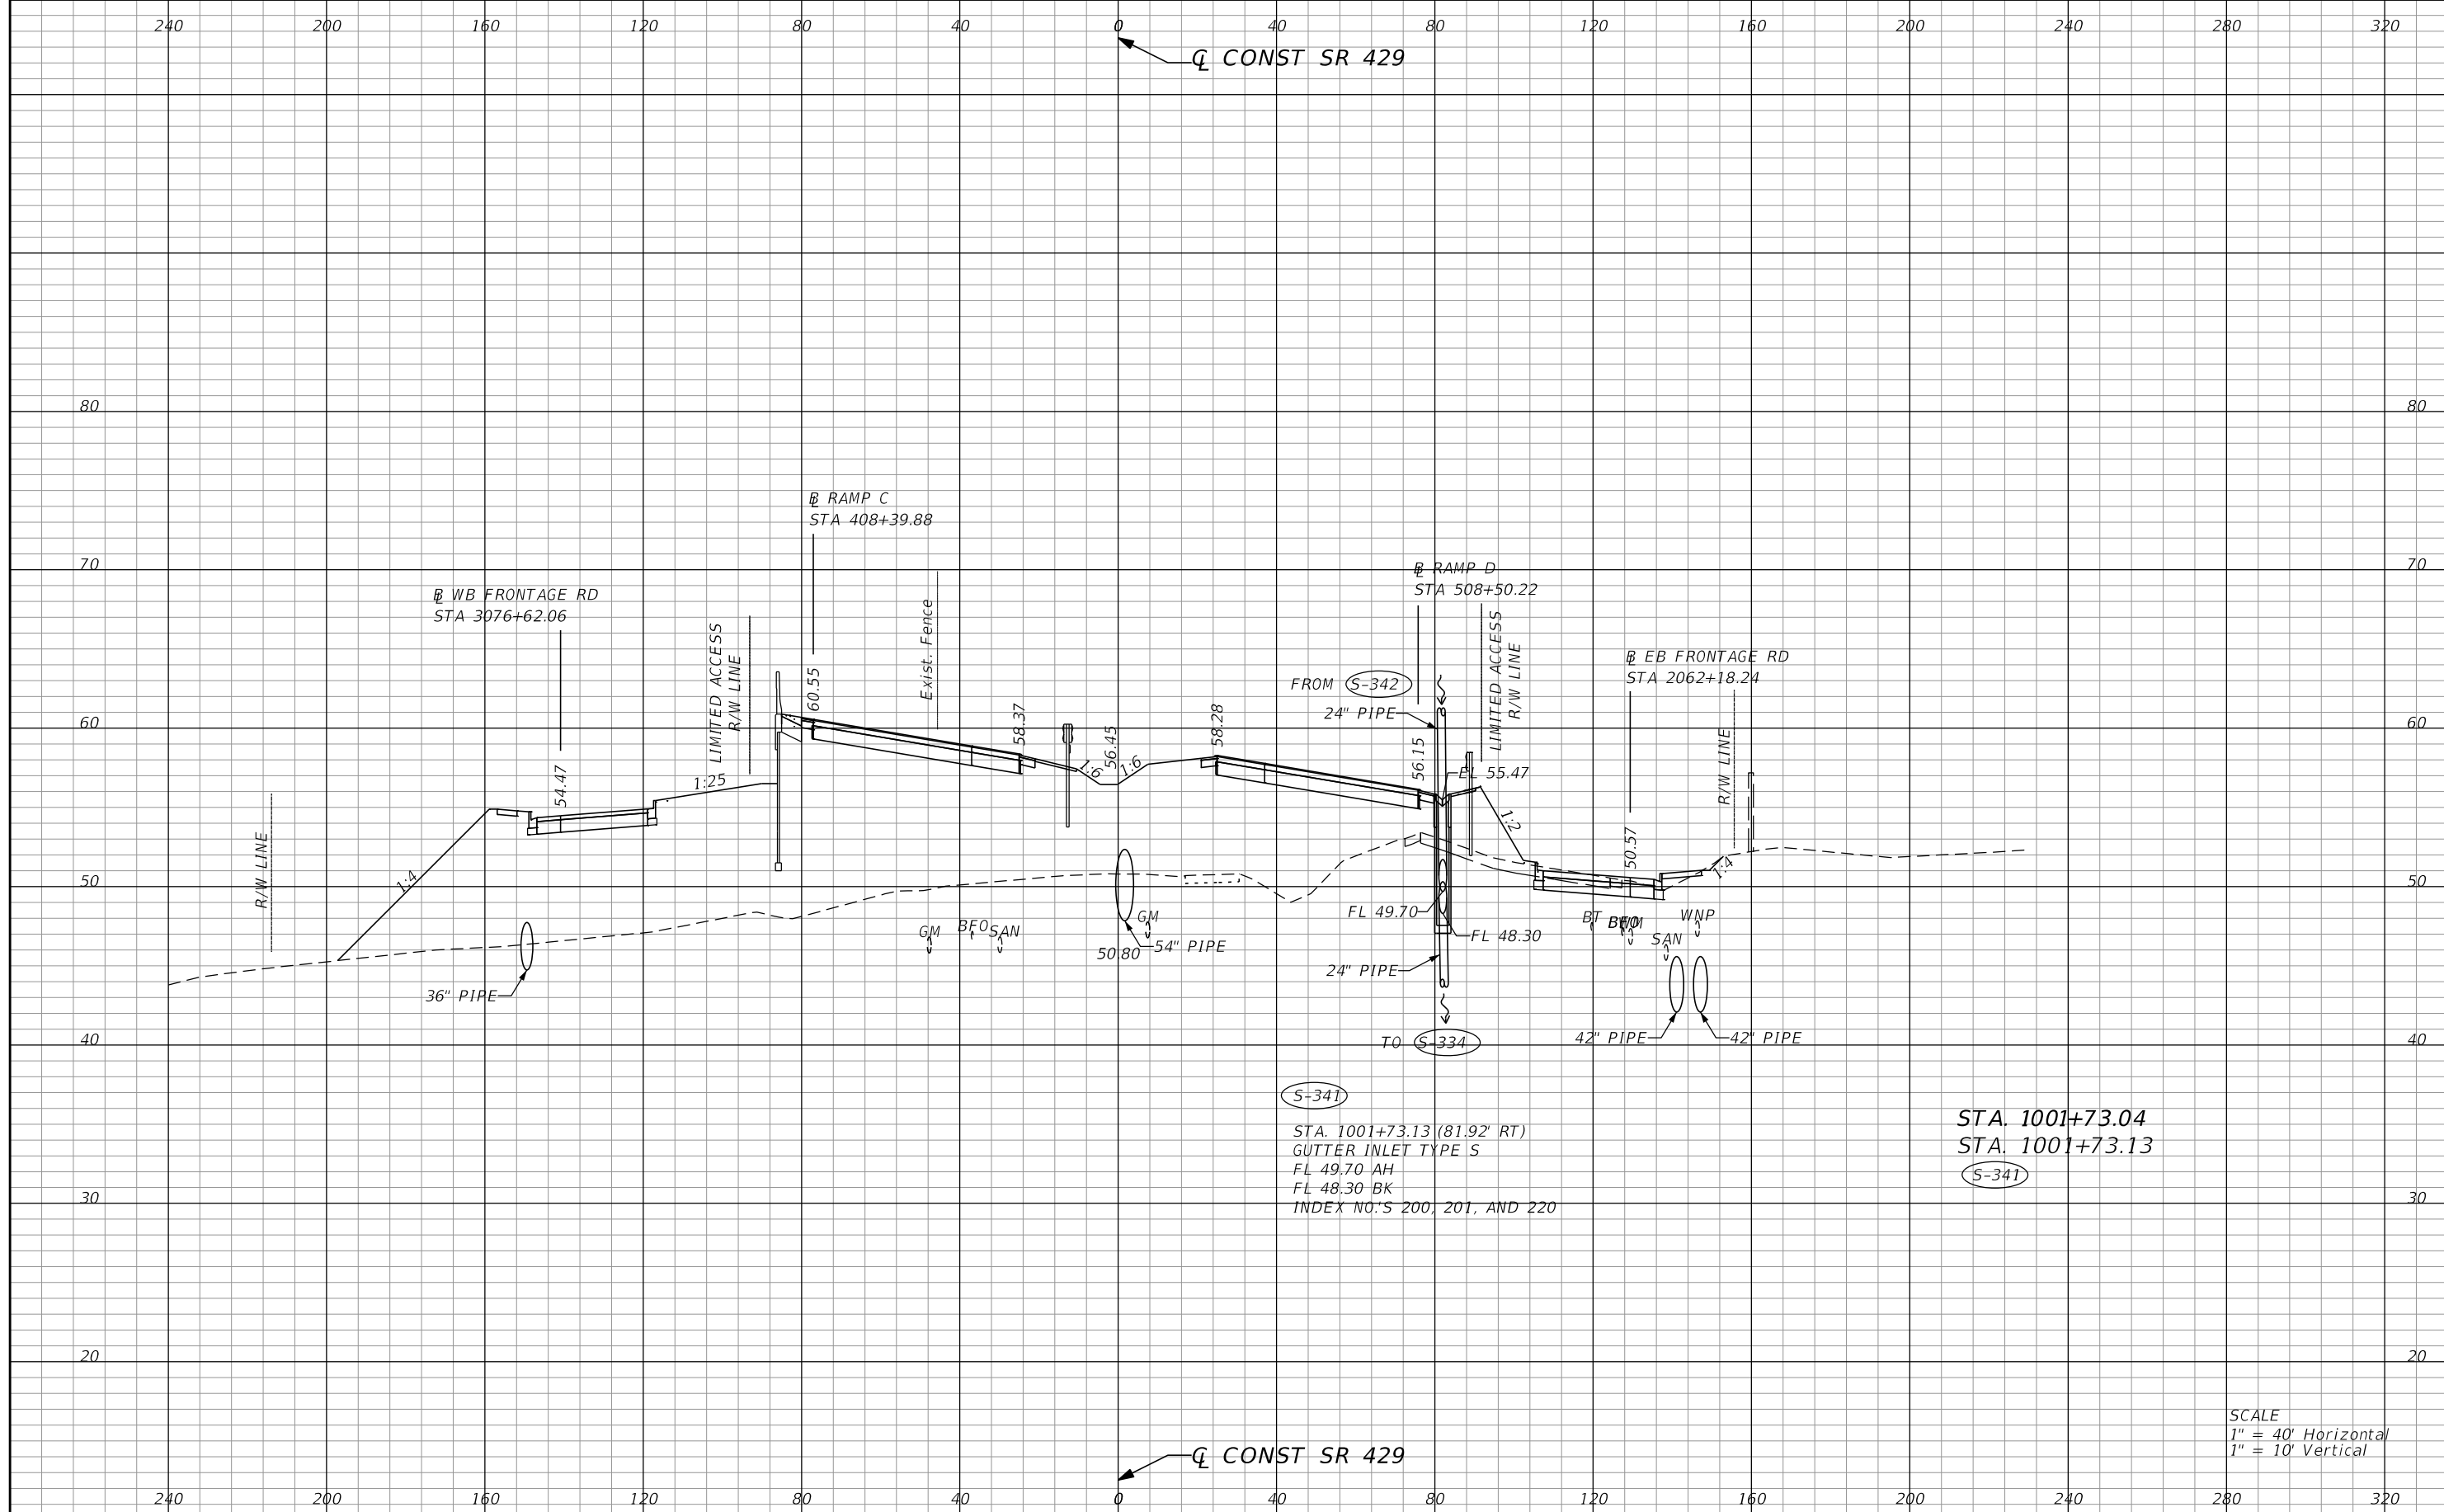 240 200 160 120 80 40 0 40 80 120 160 200 240 280 320
℄ CONST SR 429
80 80
℄B RAMP C
STA 408+39.88
70 70
℄B RAMP D
STA 508+50.22
℄B WB FRONTAGE RD
STA 3076+62.06
LIMITED ACCESS
R/W LINE
Exist. Fence
LIMITED ACCESS
R/W LINE
℄B EB FRONTAGE RD
STA 2062+18.24
FROM S-342
24" PIPE
60 60
60.55
58.37
56.45
58.28
56.15
54.47
EL 55.47
1:25
1:6
1:6
1:2
R/W LINE
R/W LINE
50.57
50 50
1:4
1:4
FL 49.70
FL 48.30
GM
BFO
SAN
GM
BT
BFO
WM
SAN
WNP
50.80
54" PIPE
36" PIPE
24" PIPE
42" PIPE
42" PIPE
40 40
TO S-334
S-341
STA. 1001+73.13 (81.92' RT)
GUTTER INLET TYPE S
FL 49.70 AH
FL 48.30 BK
INDEX NO.'S 200, 201, AND 220
STA. 1001+73.04
STA. 1001+73.13
S-341
30 30
20 20
SCALE
1" = 40' Horizontal
1" = 10' Vertical
℄ CONST SR 429
240 200 160 120 80 40 0 40 80 120 160 200 240 280 320